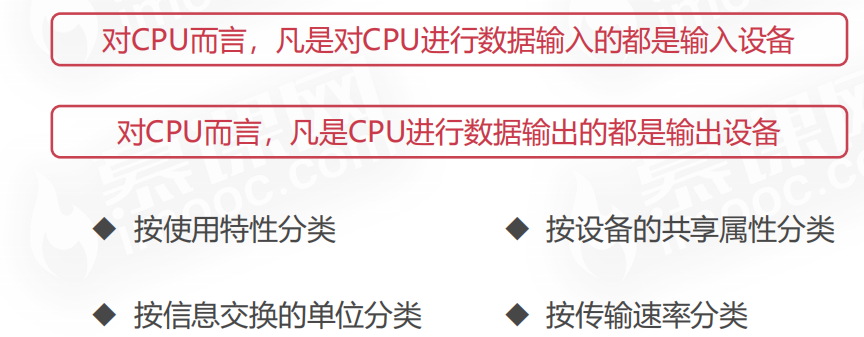 对CPU而言，凡是对CPU进行数据输入的都是输入设备
对CPU而言，凡是CPU进行数据输出的都是输出设备
◆ 按使用特性分类
◆ 按设备的共享属性分类
◆ 按信息交换的单位分类
◆ 按传输速率分类